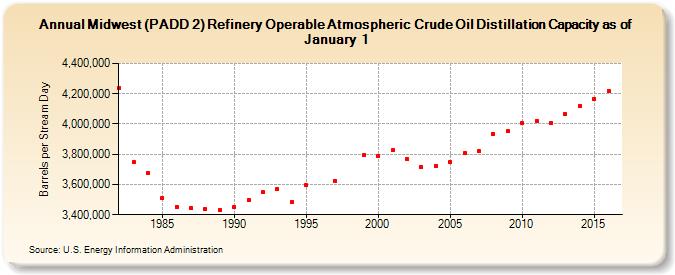 Annual Midwest (PADD 2) Refinery Operable Atmospheric Crude Oil Distillation Capacity as of
January 1
Barrels per Stream Day
4,400,000
4,200,000
4,000,000
3,800,000
3,600,000
3,400,000
1985 1990 1995 2000 2005 2010 2015
Source: U.S. Energy Information Administration